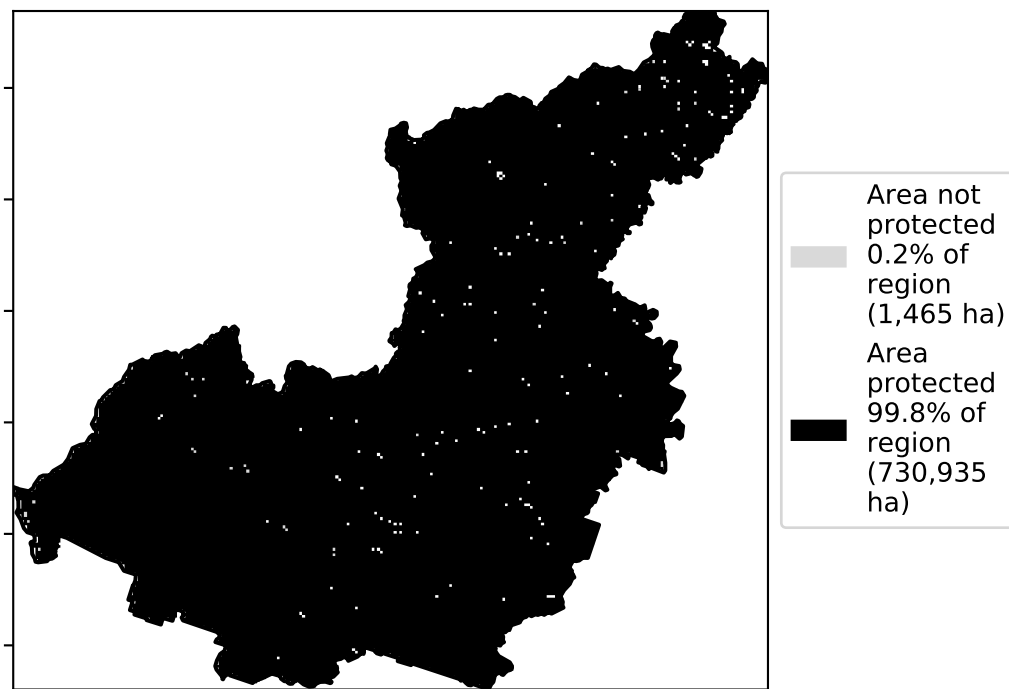 Area not
protected
0.2% of
region
(1,465 ha)
Area
protected
99.8% of
region
(730,935
ha)